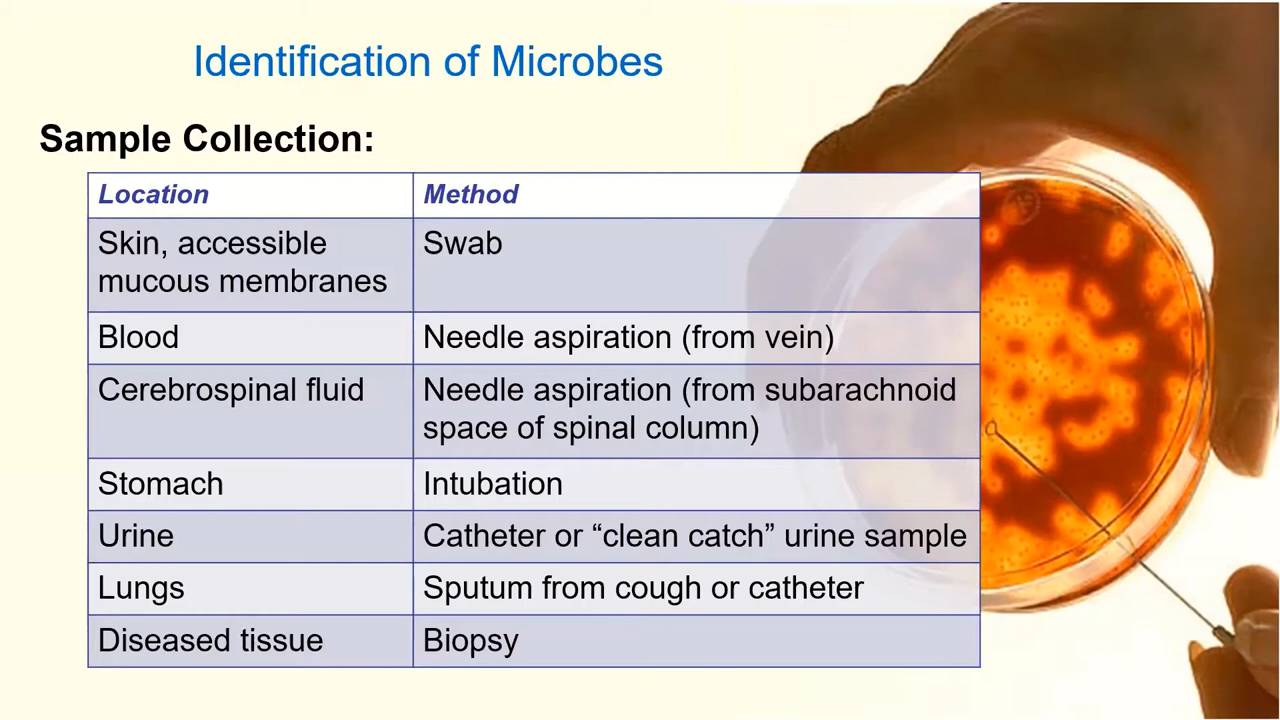 Identification of Microbes
Sample Collection:
Location
Method
Skin, accessible
mucous membranes
Swab
Blood
Needle aspiration (from vein)
Cerebrospinal fluid
Needle aspiration (from subarachnoid
space of spinal column)
Stomach
Intubation
Urine
Catheter or “clean catch” urine sample
Lungs
Sputum from cough or catheter
Diseased tissue
Biopsy